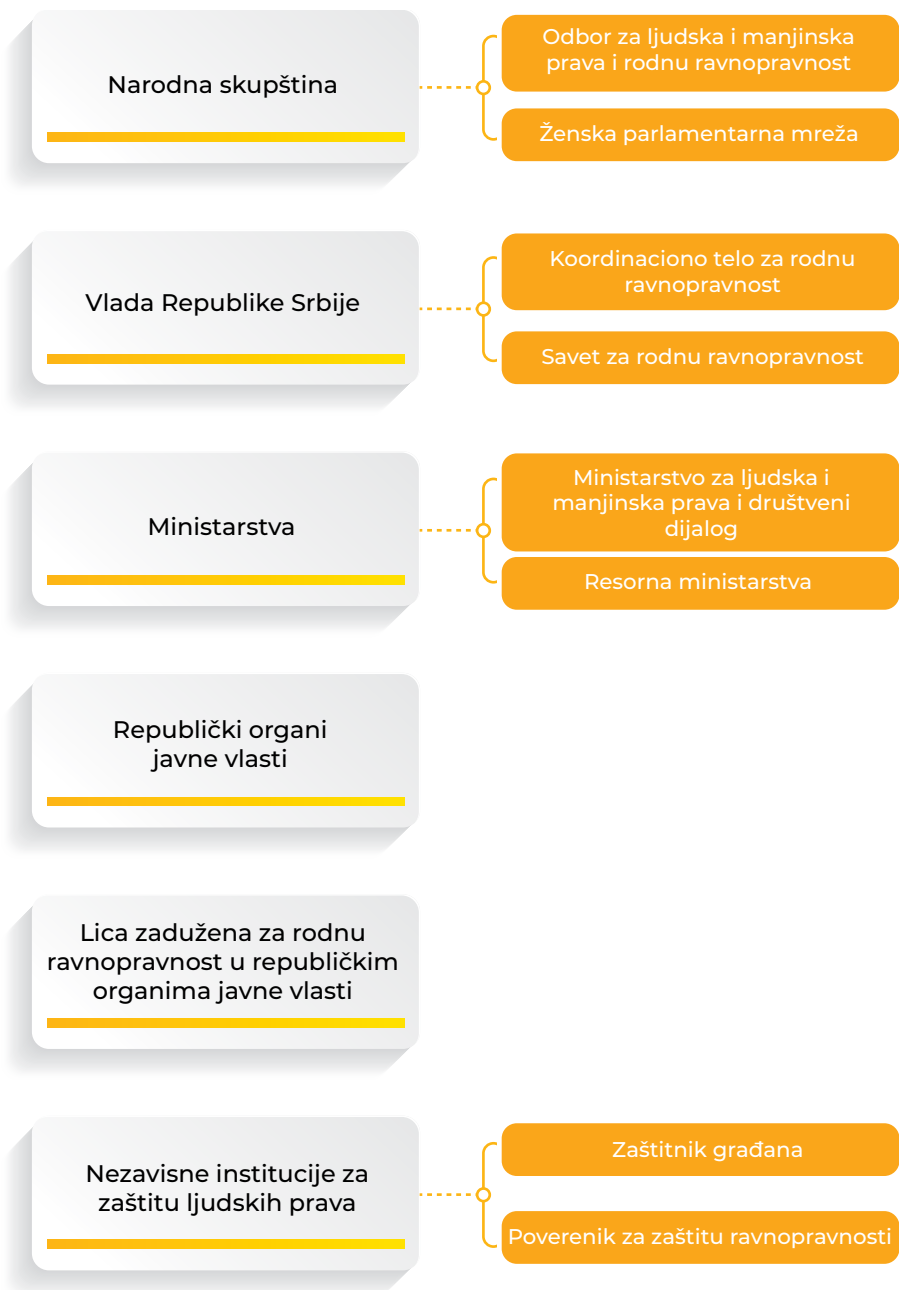 Narodna skupština
Odbor za ljudska i manjinska
prava i rodnu ravnopravnost
Ženska parlamentarna mreža
Vlada Republike Srbije
Koordinaciono telo za rodnu
ravnopravnost
Savet za rodnu ravnopravnost
Ministarstva
Ministarstvo za ljudska i
manjinska prava i društveni
dijalog
Resorna ministarstva
Republički organi
javne vlasti
Lica zadužena za rodnu
ravnopravnost u republičkim
organima javne vlasti
Nezavisne institucije za
zaštitu ljudskih prava
Zaštitnik građana
Poverenik za zaštitu ravnopravnosti